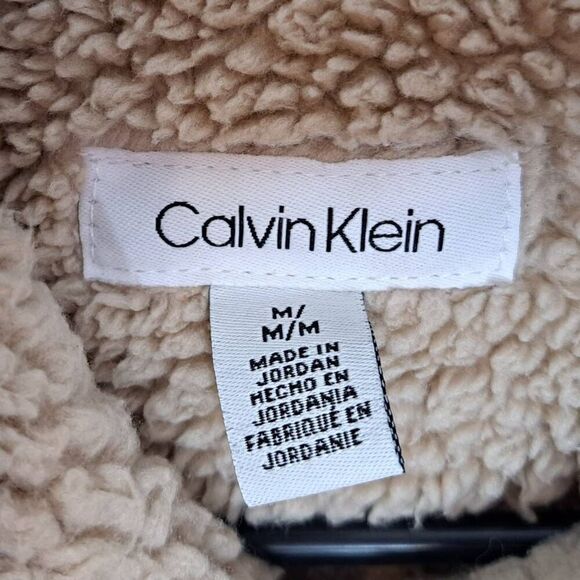 Calvin Klein
M/
M/M
MADE IN
JORDAN
HECHO EN
JORDANIA
FABRIQUÉ EN
JORDANIE